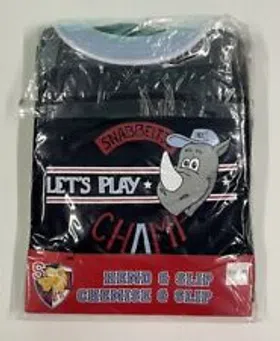 LET'S PLAY
CHAMP
HEMD & SLIP
CHEMISE & SLIP